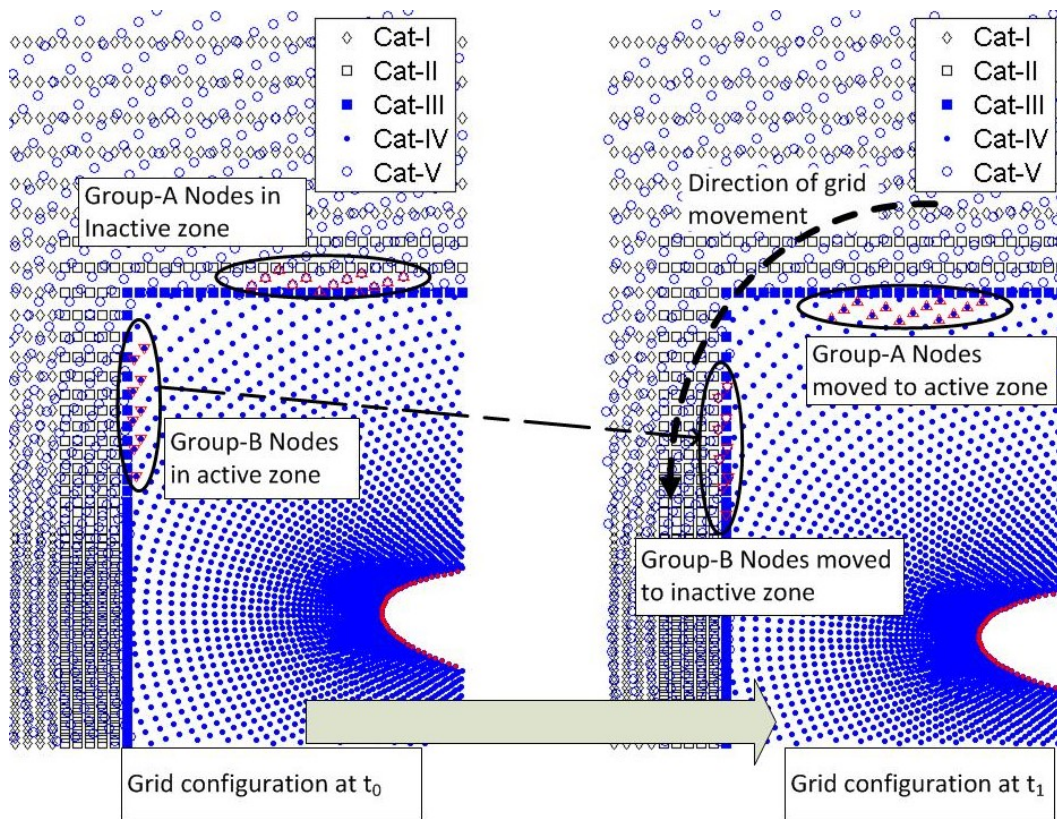 Cat-I
Cat-II
Cat-III
Cat-IV
Cat-V
Group-A Nodes in
Inactive zone
Group-B Nodes
in active zone
Grid configuration at t0
Cat-I
Cat-II
Cat-III
Cat-IV
Cat-V
Direction of grid
movement
Group-A Nodes
moved to active zone
Group-B Nodes moved
to inactive zone
Grid configuration at t1